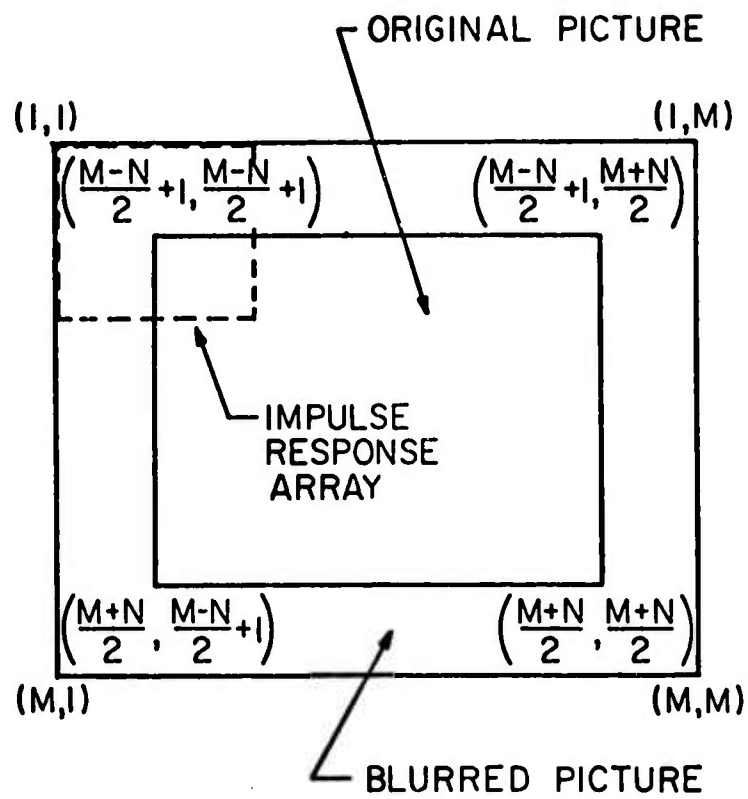 ORIGINAL PICTURE
(1,1) (1,M)
(M-N/2 +1, M-N/2 +1) (M-N/2 +1, M+N/2)
IMPULSE
RESPONSE
ARRAY
(M+N/2, M-N/2 +1) (M+N/2, M+N/2)
(M,1) (M,M)
BLURRED PICTURE